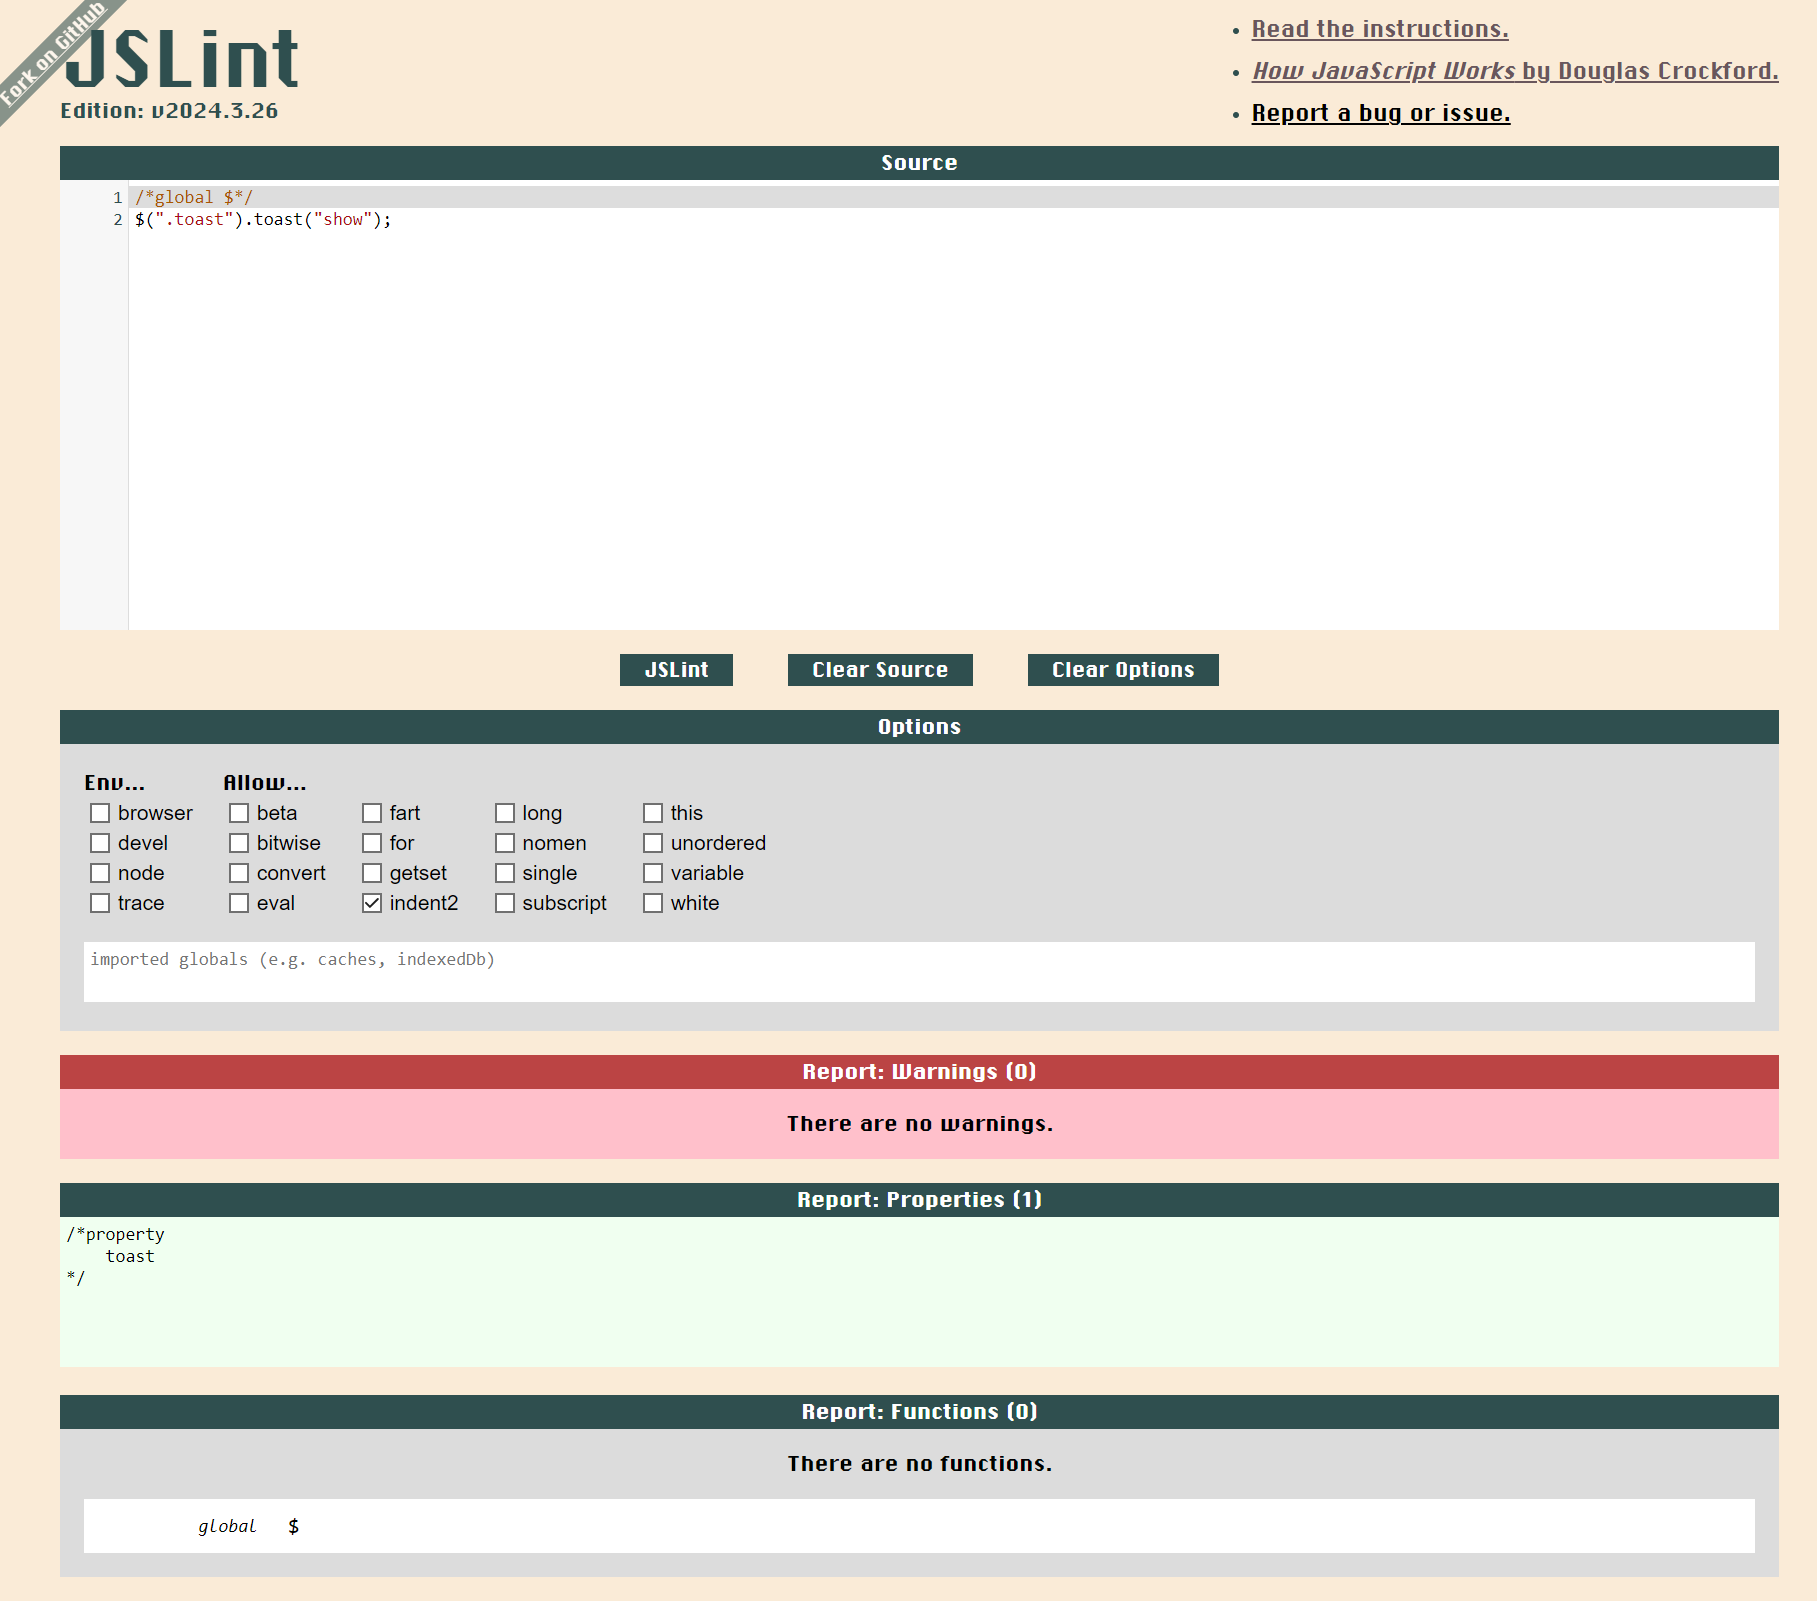 Fork on GitHub
JSLint
Edition: v2024.3.26
Read the instructions.
How JavaScript Works by Douglas Crockford.
Report a bug or issue.
Source
1 /*global $*/
2 $(".toast").toast("show");
JSLint Clear Source Clear Options
Options
Env... Allow...
browser beta fart long this
devel bitwise for nomen unordered
node convert getset single variable
trace eval indent2 subscript white
imported globals (e.g. caches, indexedDb)
Report: Warnings (0)
There are no warnings.
Report: Properties (1)
/*property
toast
*/
Report: Functions (0)
There are no functions.
global $